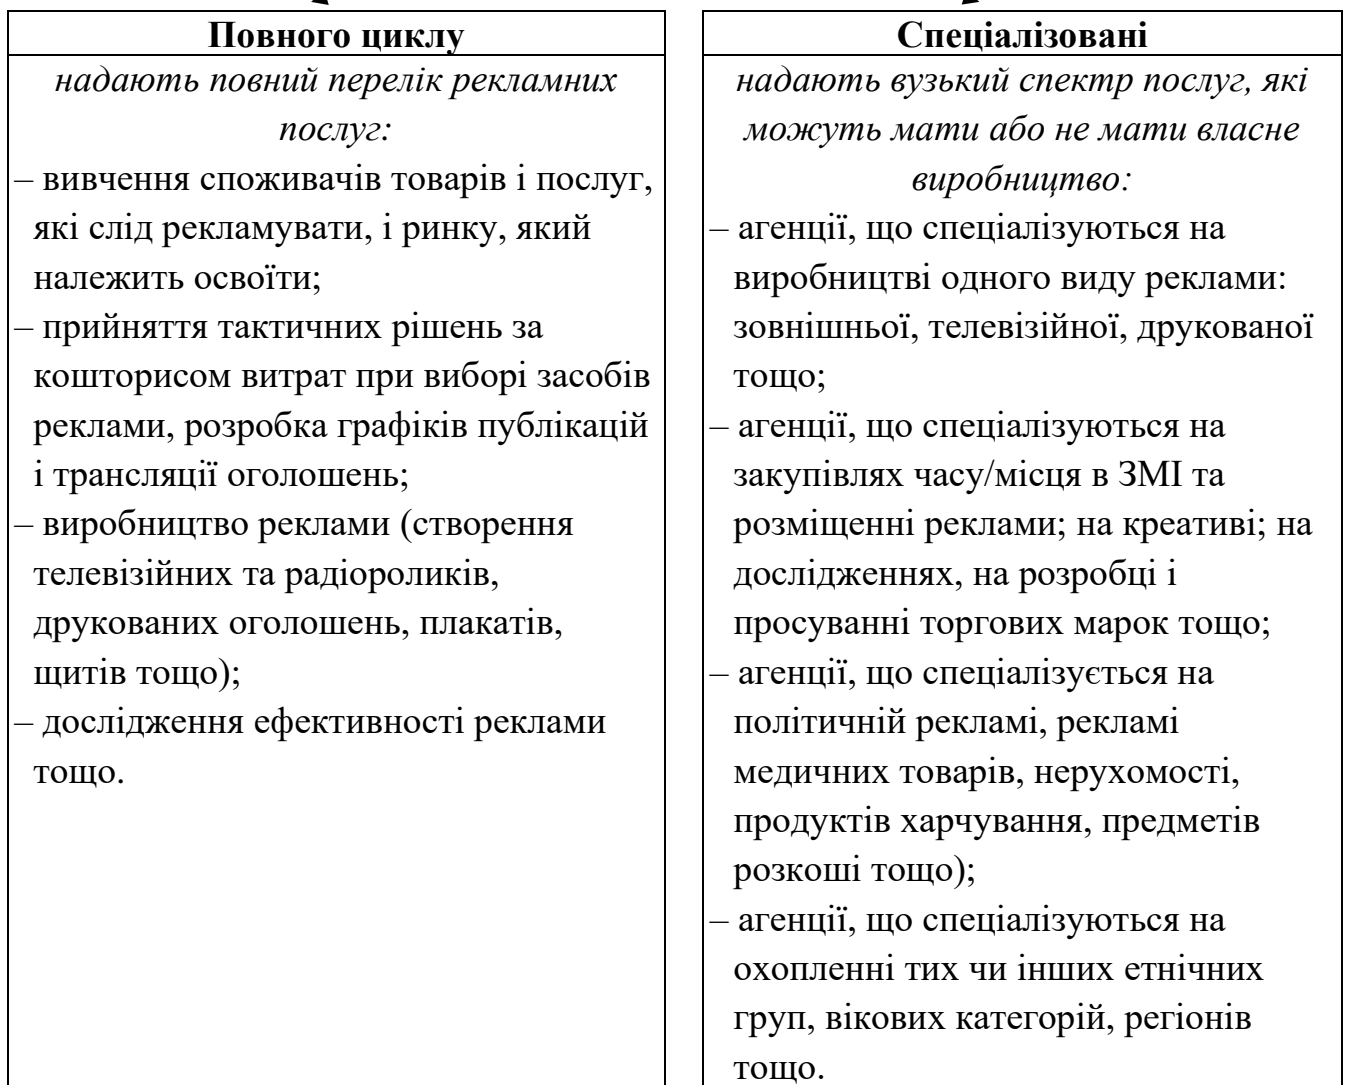 Повного циклу
надають повний перелік рекламних
послуг:
– вивчення споживачів товарів і послуг,
які слід рекламувати, і ринку, який
належить освоїти;
– прийняття тактичних рішень за
кошторисом витрат при виборі засобів
реклами, розробка графіків публікацій
і трансляції оголошень;
– виробництво реклами (створення
телевізійних та радіороликів,
друкованих оголошень, плакатів,
щитів тощо);
– дослідження ефективності реклами
тощо.
Спеціалізовані
надають вузький спектр послуг, які
можуть мати або не мати власне
виробництво:
– агенції, що спеціалізуються на
виробництві одного виду реклами:
зовнішньої, телевізійної, друкованої
тощо;
– агенції, що спеціалізуються на
закупівлях часу/місця в ЗМІ та
розміщенні реклами; на креативі; на
дослідженнях, на розробці і
просуванні торгових марок тощо;
– агенції, що спеціалізується на
політичній рекламі, рекламі
медичних товарів, нерухомості,
продуктів харчування, предметів
розкоші тощо);
– агенції, що спеціалізуються на
охопленні тих чи інших етнічних
груп, вікових категорій, регіонів
тощо.